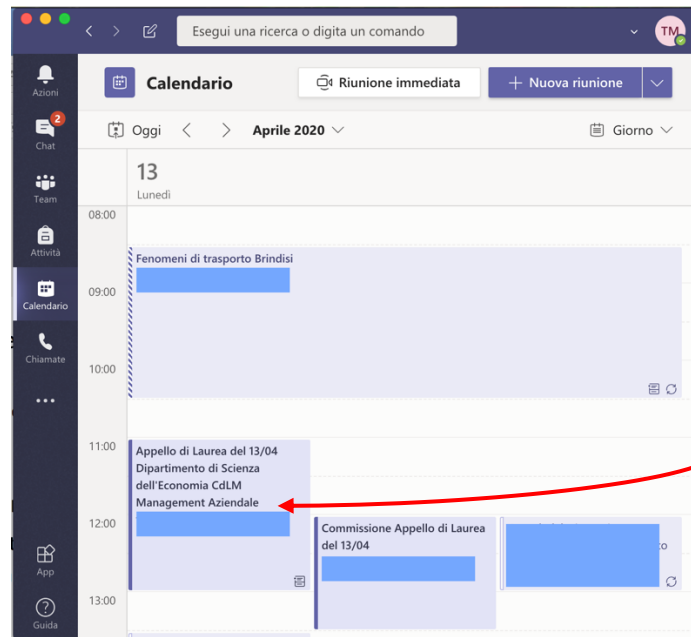 Esegui una ricerca o digita un comando
TM
Azioni
2
Chat
Team
Attività
Calendario
Chiamate
App
Guida
Calendario
Riunione immediata
Nuova riunione
Oggi
Aprile 2020
Giorno
13
Lunedì
08:00
Fenomeni di trasporto Brindisi
09:00
10:00
11:00
Appello di Laurea del 13/04
Dipartimento di Scienza
dell'Economia CdLM
Management Aziendale
12:00
Commissione Appello di Laurea
del 13/04
13:00